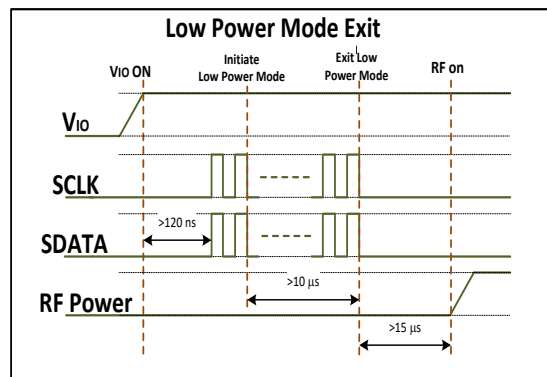 Low Power Mode Exit
VIO ON
Initiate
Low Power Mode
Exit Low
Power Mode
RF on
VIO
SCLK
>120 ns
SDATA
>10 µs
RF Power
>15 µs